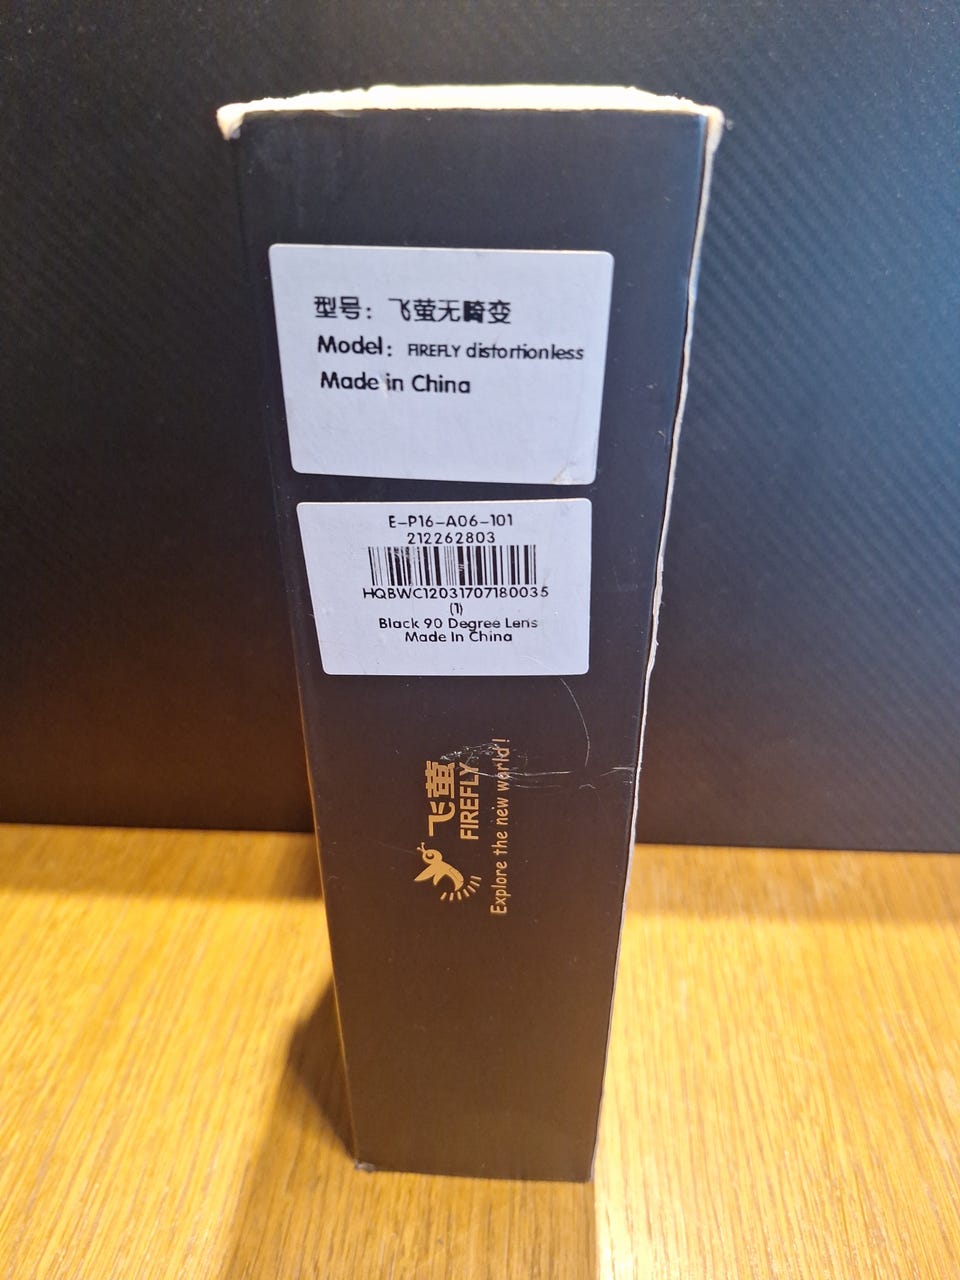 型号：飞萤无畸变
Model：FIREFLY distortionless
Made in China
E-P16-A06-101
212262803
HQBWC12031707180035
(1)
Black 90 Degree Lens
Made In China
飞萤
FIREFLY
Explore the new world!